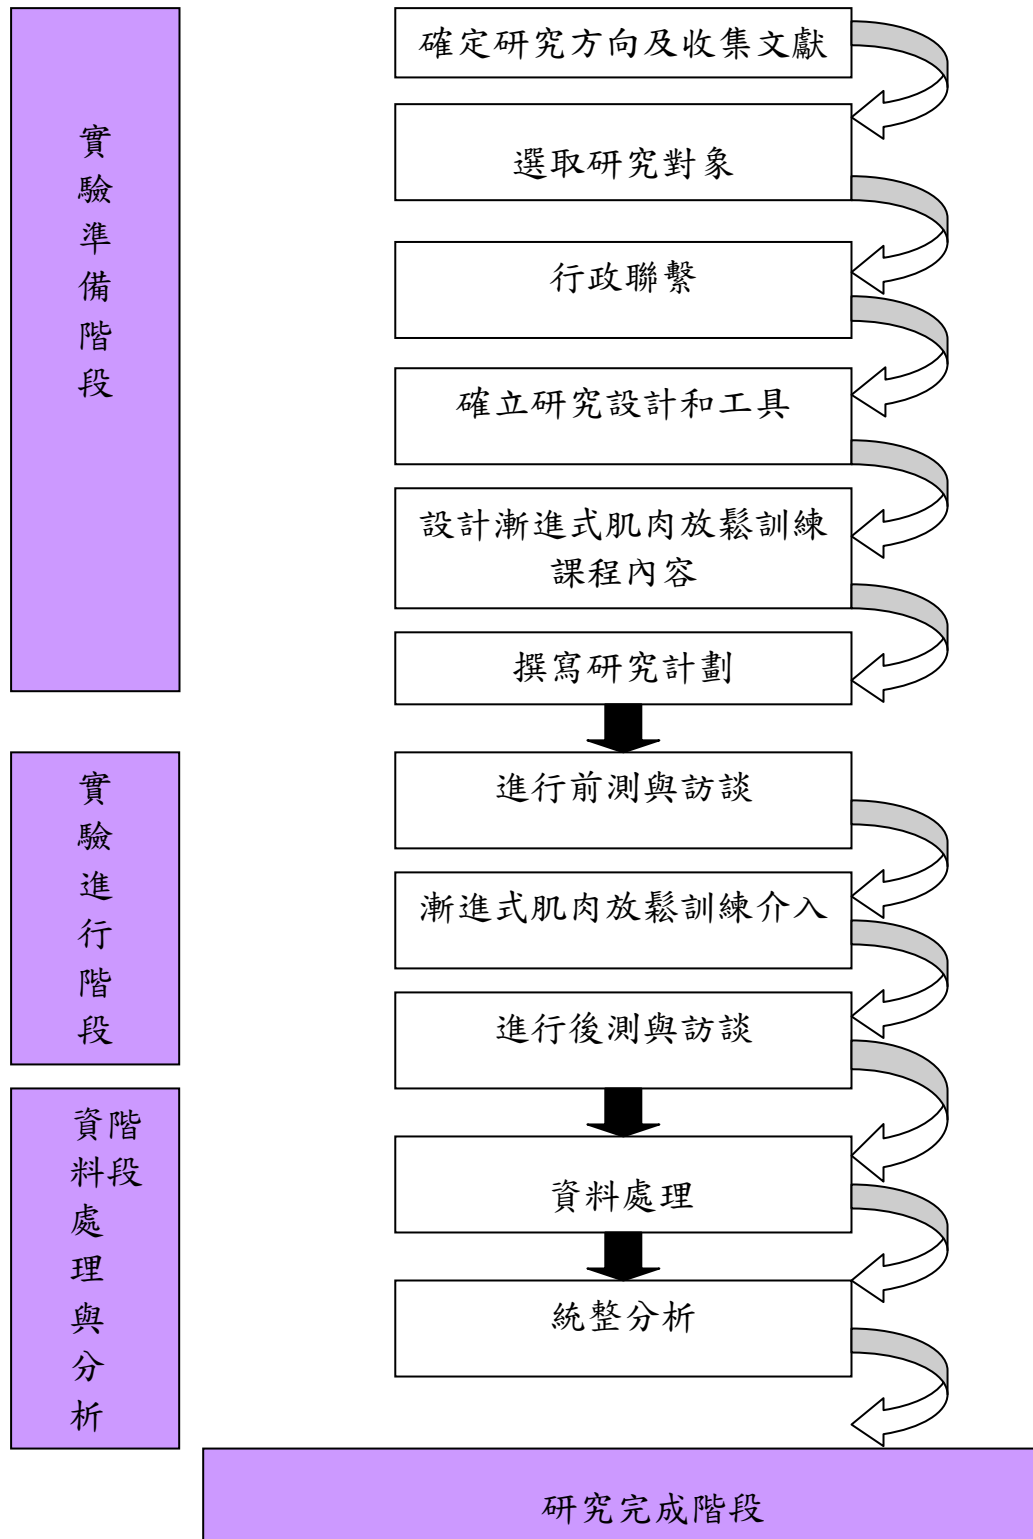 實驗準備階段
確定研究方向及收集文獻
選取研究對象
行政聯繫
確立研究設計和工具
設計漸進式肌肉放鬆訓練
課程內容
撰寫研究計劃
實驗進行階段
進行前測與訪談
漸進式肌肉放鬆訓練介入
進行後測與訪談
資料處理與分析
階段
資料處理
統整分析
研究完成階段